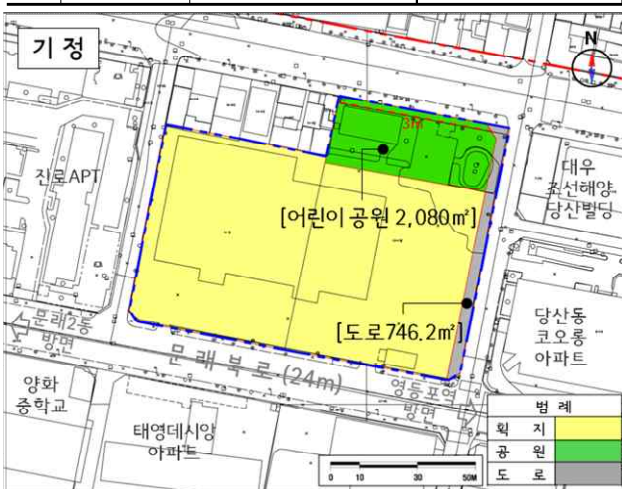 기 정
N
3M
진로APT
대우
조선해양
당산빌딩
[어린이 공원 2,080㎡]
[도로746.2㎡]
당산동
코오롱
아파트
문래2동
방면
문 래 북 로 (24m)
영등포역
방면
양화
중학교
태영데시앙
아파트
범 례
획 지
공 원
도 로
0 10 30 50M